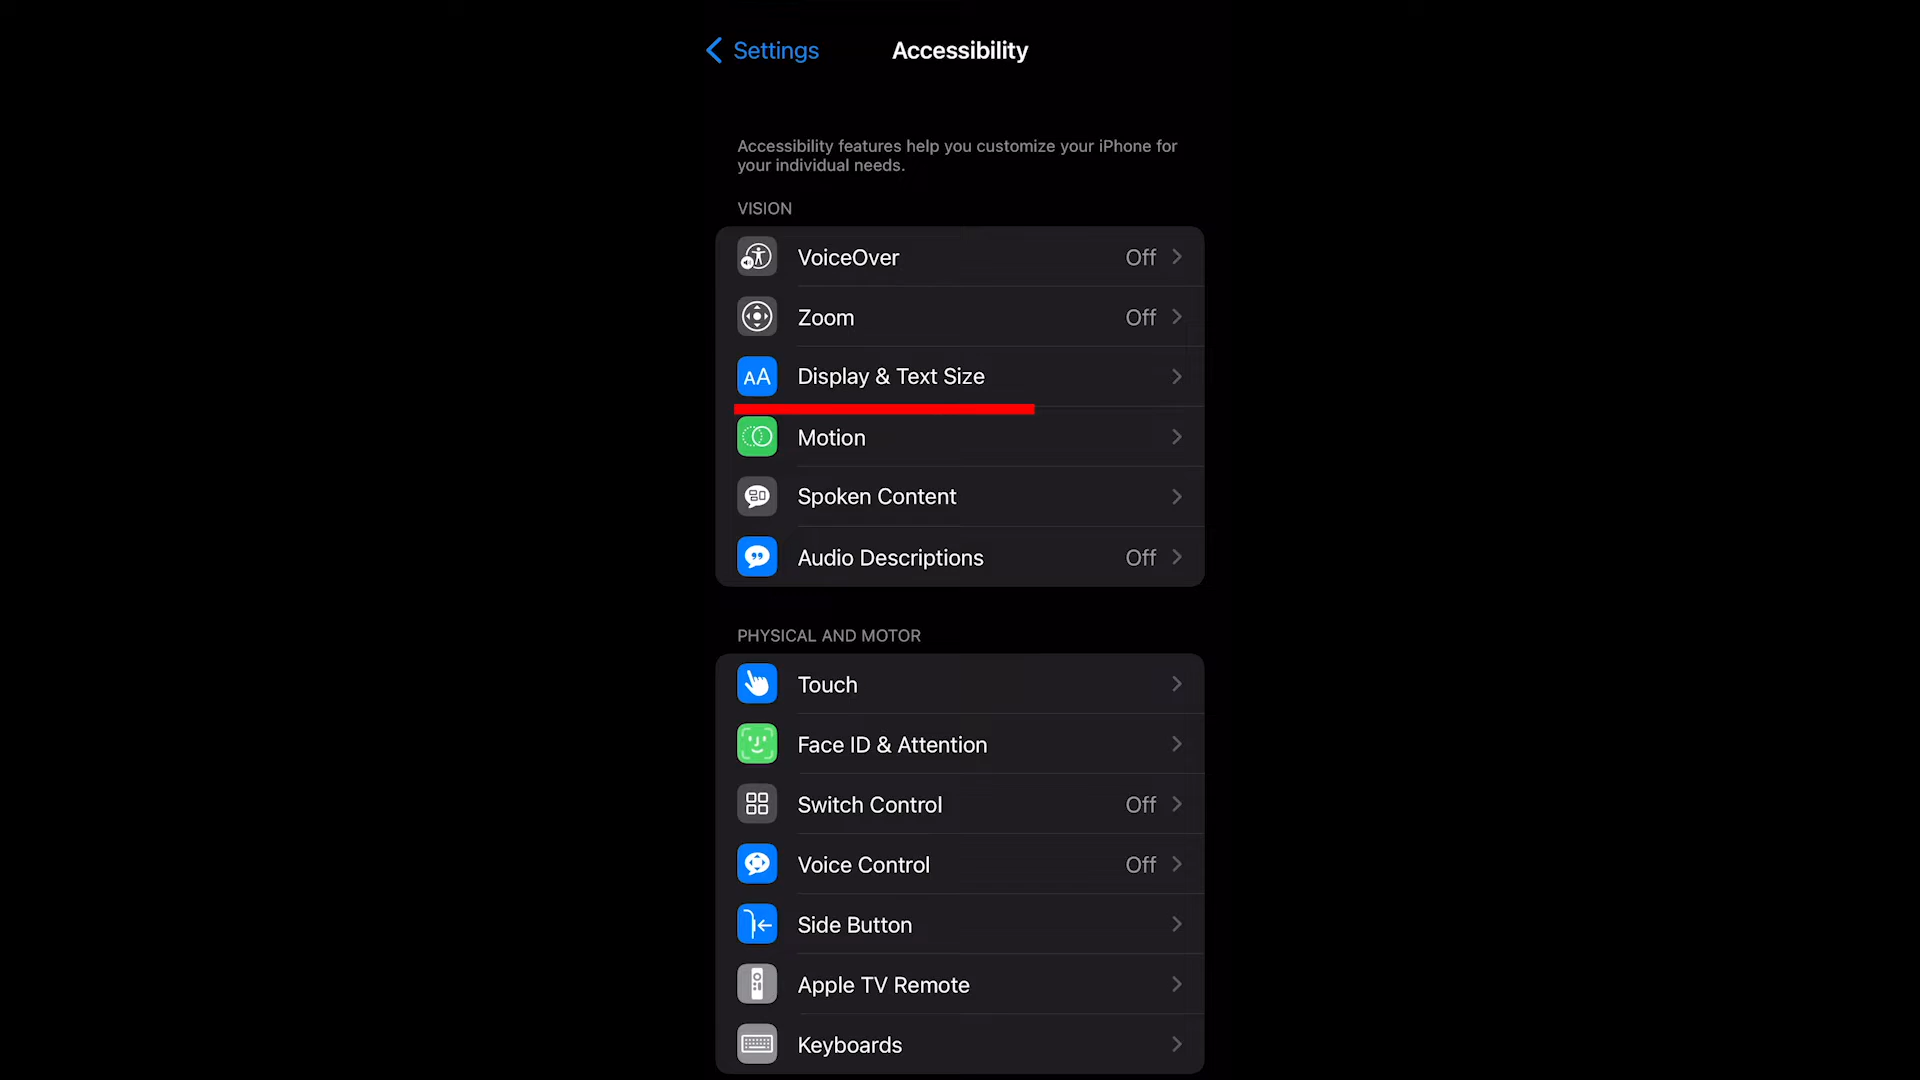 Settings
Accessibility
Accessibility features help you customize your iPhone for
your individual needs.
VISION
VoiceOver Off
Zoom Off
AA Display & Text Size
Motion
Spoken Content
Audio Descriptions Off
PHYSICAL AND MOTOR
Touch
Face ID & Attention
Switch Control Off
Voice Control Off
Side Button
Apple TV Remote
Keyboards